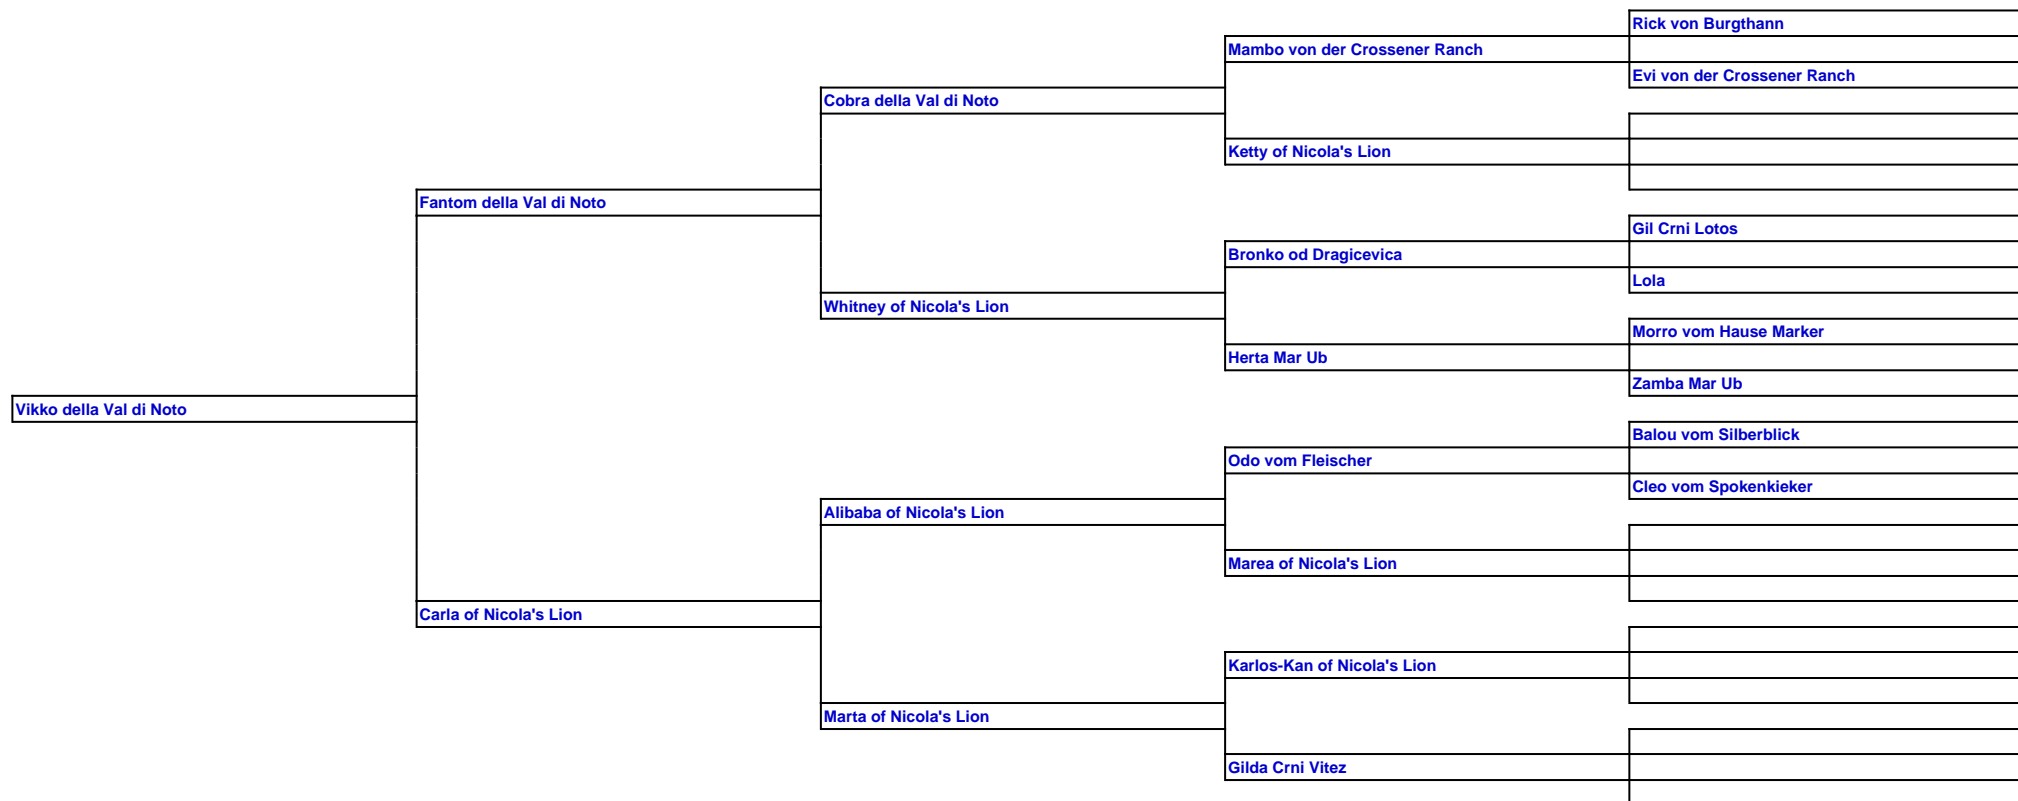 Rick von Burgthann
Mambo von der Crossener Ranch
Evi von der Crossener Ranch
Cobra della Val di Noto
Ketty of Nicola's Lion
Fantom della Val di Noto
Gil Crni Lotos
Bronko od Dragicevica
Lola
Whitney of Nicola's Lion
Morro vom Hause Marker
Herta Mar Ub
Zamba Mar Ub
Vikko della Val di Noto
Balou vom Silberblick
Odo vom Fleischer
Cleo vom Spokenkieker
Alibaba of Nicola's Lion
Marea of Nicola's Lion
Carla of Nicola's Lion
Karlos-Kan of Nicola's Lion
Marta of Nicola's Lion
Gilda Crni Vitez